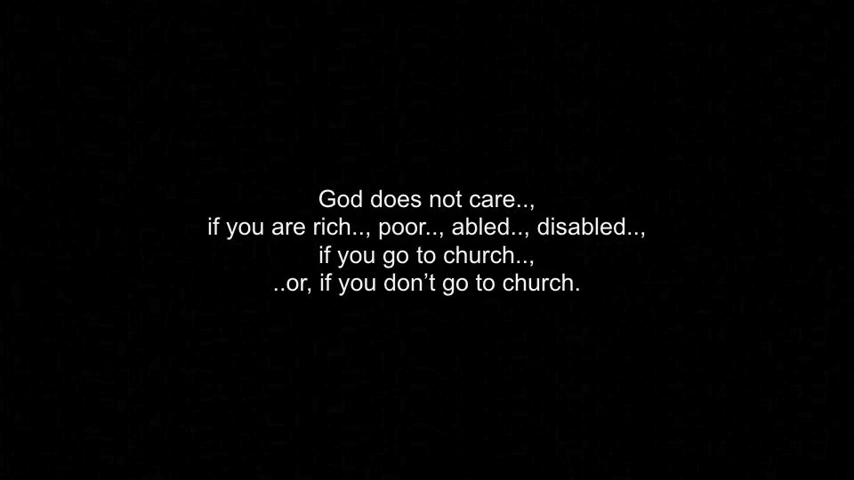 God does not care..,
if you are rich.., poor.., abled.., disabled..,
if you go to church..,
..or, if you don’t go to church.